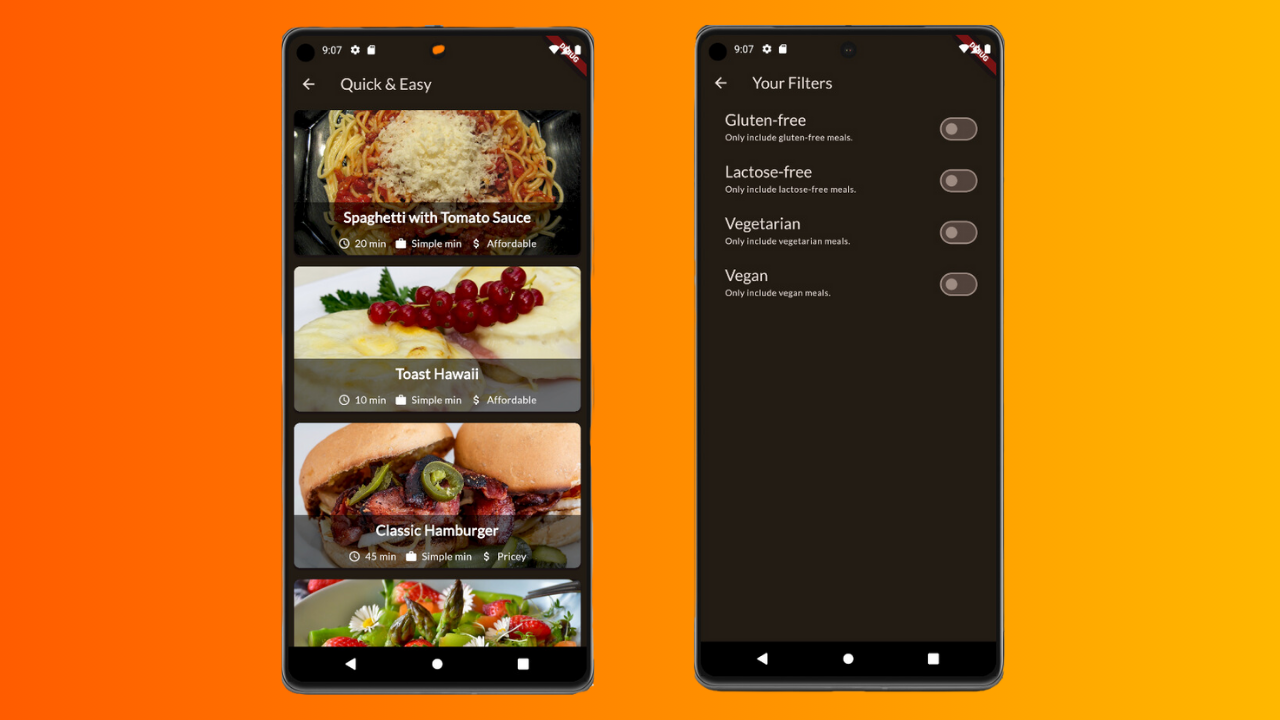 9:07
DEBUG
Quick & Easy
Spaghetti with Tomato Sauce
20 min Simple min $ Affordable
Toast Hawaii
10 min Simple min $ Affordable
Classic Hamburger
45 min Simple min $ Pricey
9:07
DEBUG
Your Filters
Gluten-free
Only include gluten-free meals.
Lactose-free
Only include lactose-free meals.
Vegetarian
Only include vegetarian meals.
Vegan
Only include vegan meals.